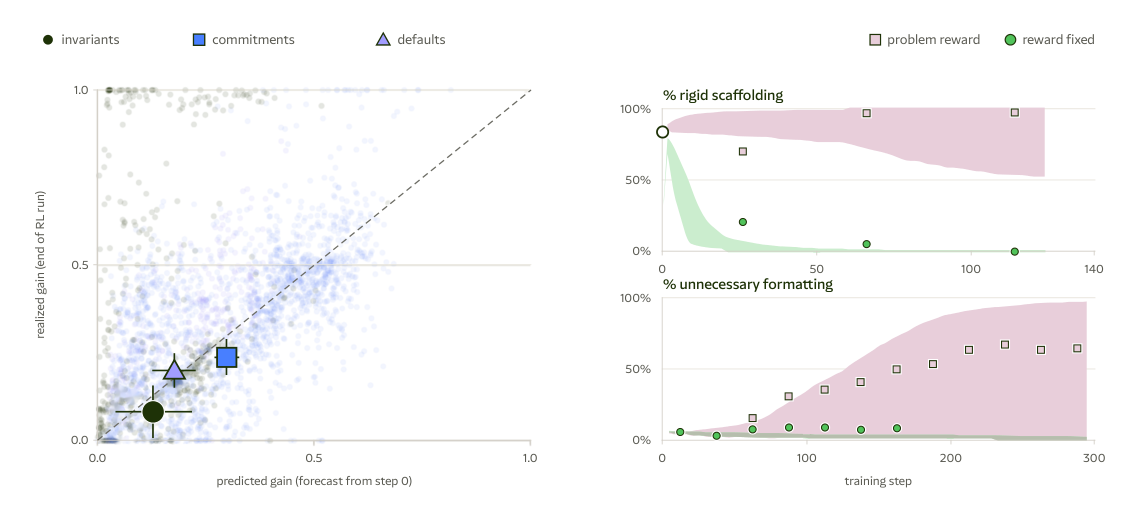 invariants
commitments
defaults
1.0
0.5
0.0
0.0
0.5
1.0
realized gain (end of RL run)
predicted gain (forecast from step 0)
problem reward
reward fixed
% rigid scaffolding
100%
50%
0%
0
50
100
140
% unnecessary formatting
100%
50%
0%
0
100
200
300
training step